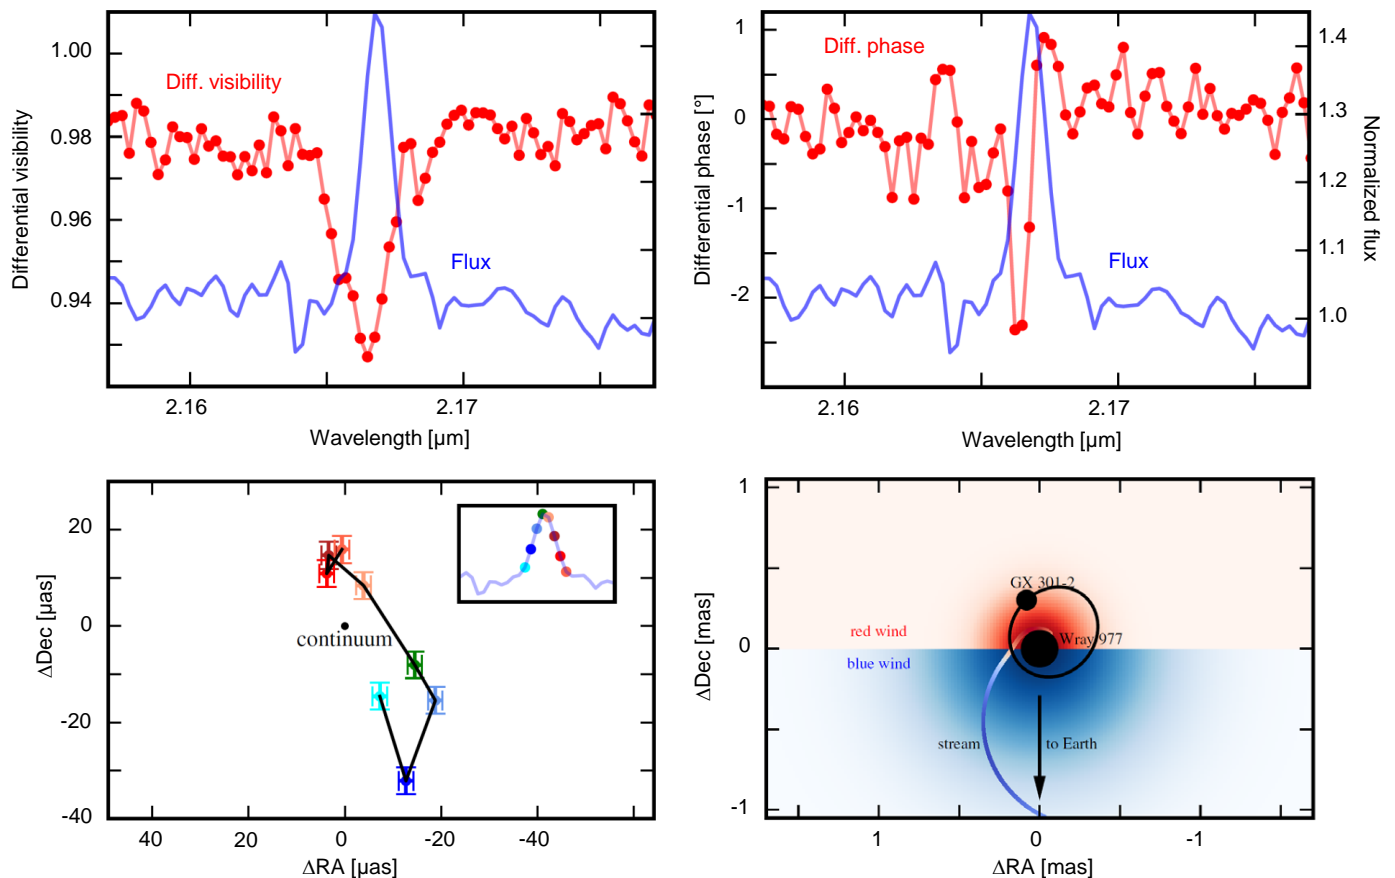 1.00
0.98
0.96
0.94
Differential visibility
Diff. visibility
Flux
2.16
2.17
Wavelength [μm]
1
0
-1
-2
Differential phase [°]
Diff. phase
Flux
1.4
1.3
1.2
1.1
1.0
Normalized flux
2.16
2.17
Wavelength [μm]
20
0
-20
-40
ΔDec [μas]
continuum
40
20
0
-20
-40
ΔRA [μas]
1
0
-1
ΔDec [mas]
GX 301-2
red wind
Wray 977
blue wind
stream
to Earth
1
0
-1
ΔRA [mas]